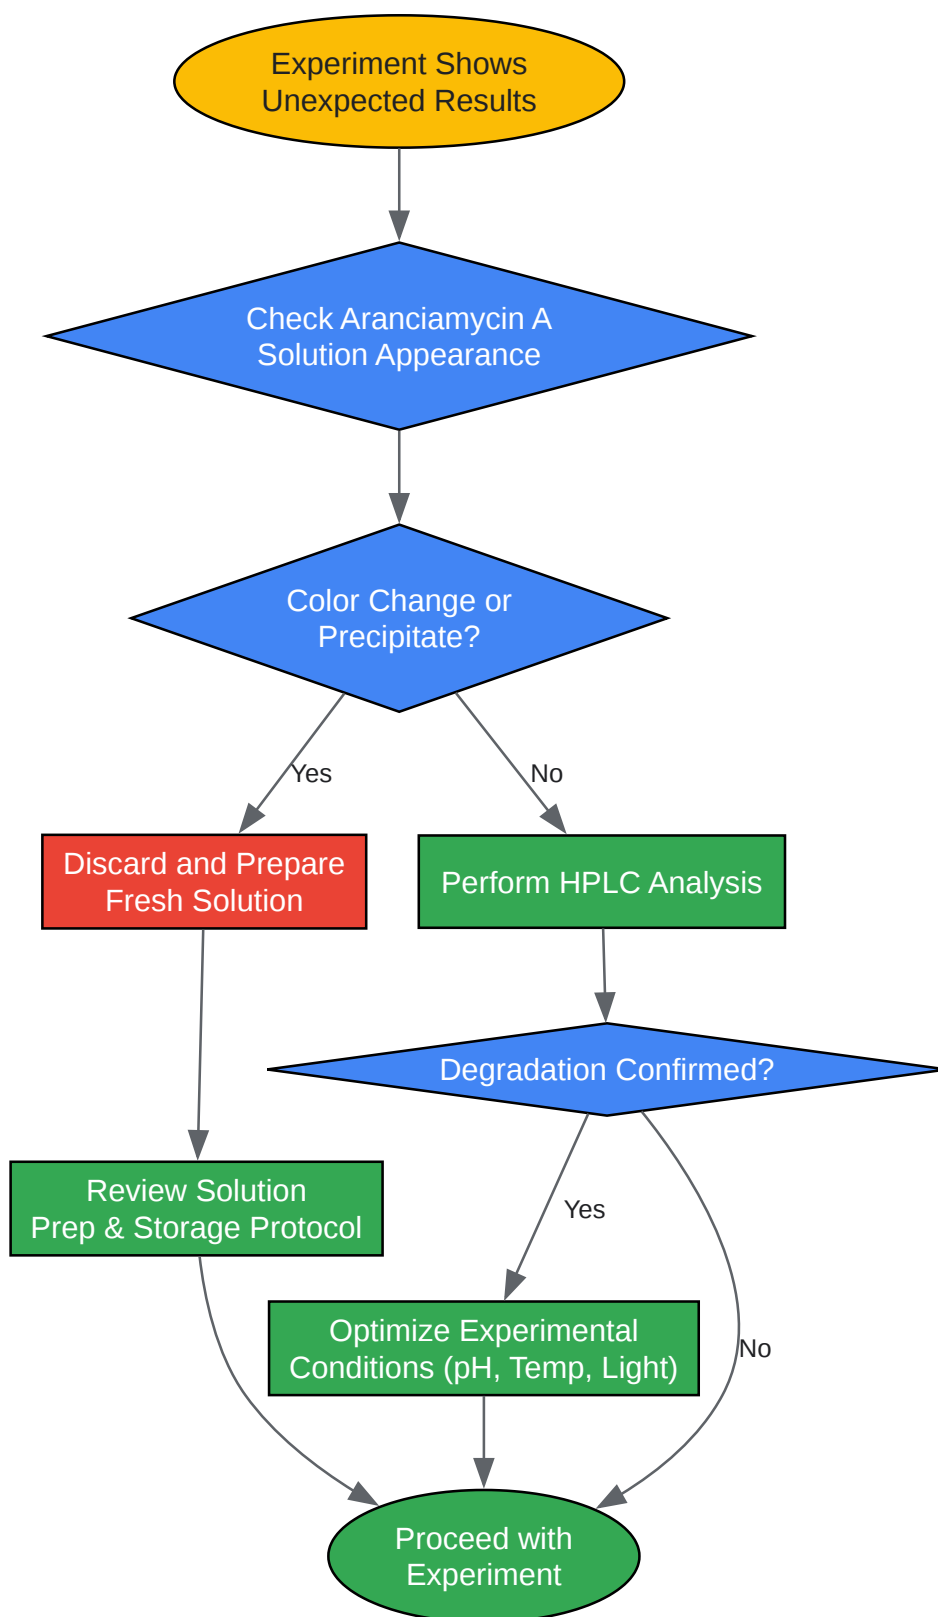 Experiment Shows
Unexpected Results
Check Aranciamycin A
Solution Appearance
Color Change or
Precipitate?
Yes
No
Discard and Prepare
Fresh Solution
Perform HPLC Analysis
Degradation Confirmed?
Review Solution
Prep & Storage Protocol
Yes
Optimize Experimental
Conditions (pH, Temp, Light)
No
Proceed with
Experiment